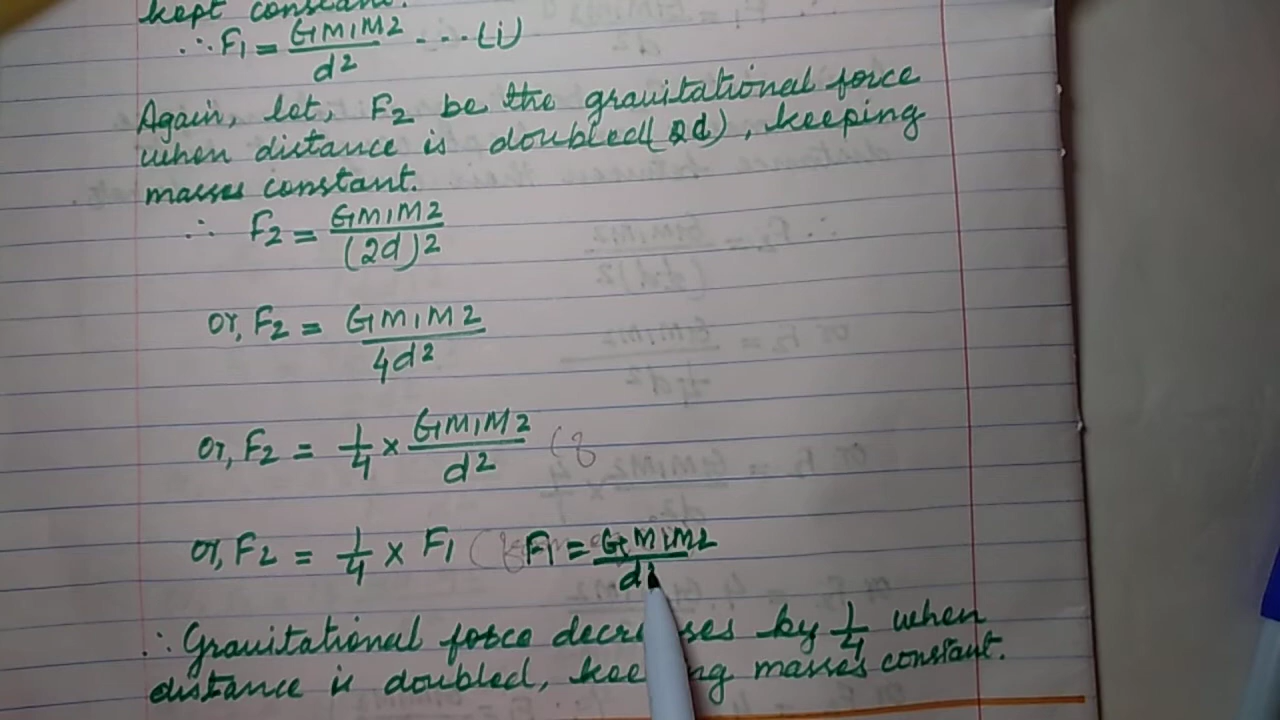 kept constant.
∴ F1 = GM1M2/d2 --- (i)
Again, let, F2 be the gravitational force
when distance is doubled (2d), keeping
masses constant.
∴ F2 = GM1M2/(2d)2
or, F2 = GM1M2/4d2
or, F2 = 1/4 × GM1M2/d2 (
or, F2 = 1/4 × F1 ( F1 = GM1M2/d2
∴ Gravitational force decreases by 1/4 when
distance is doubled, keeping masses constant.